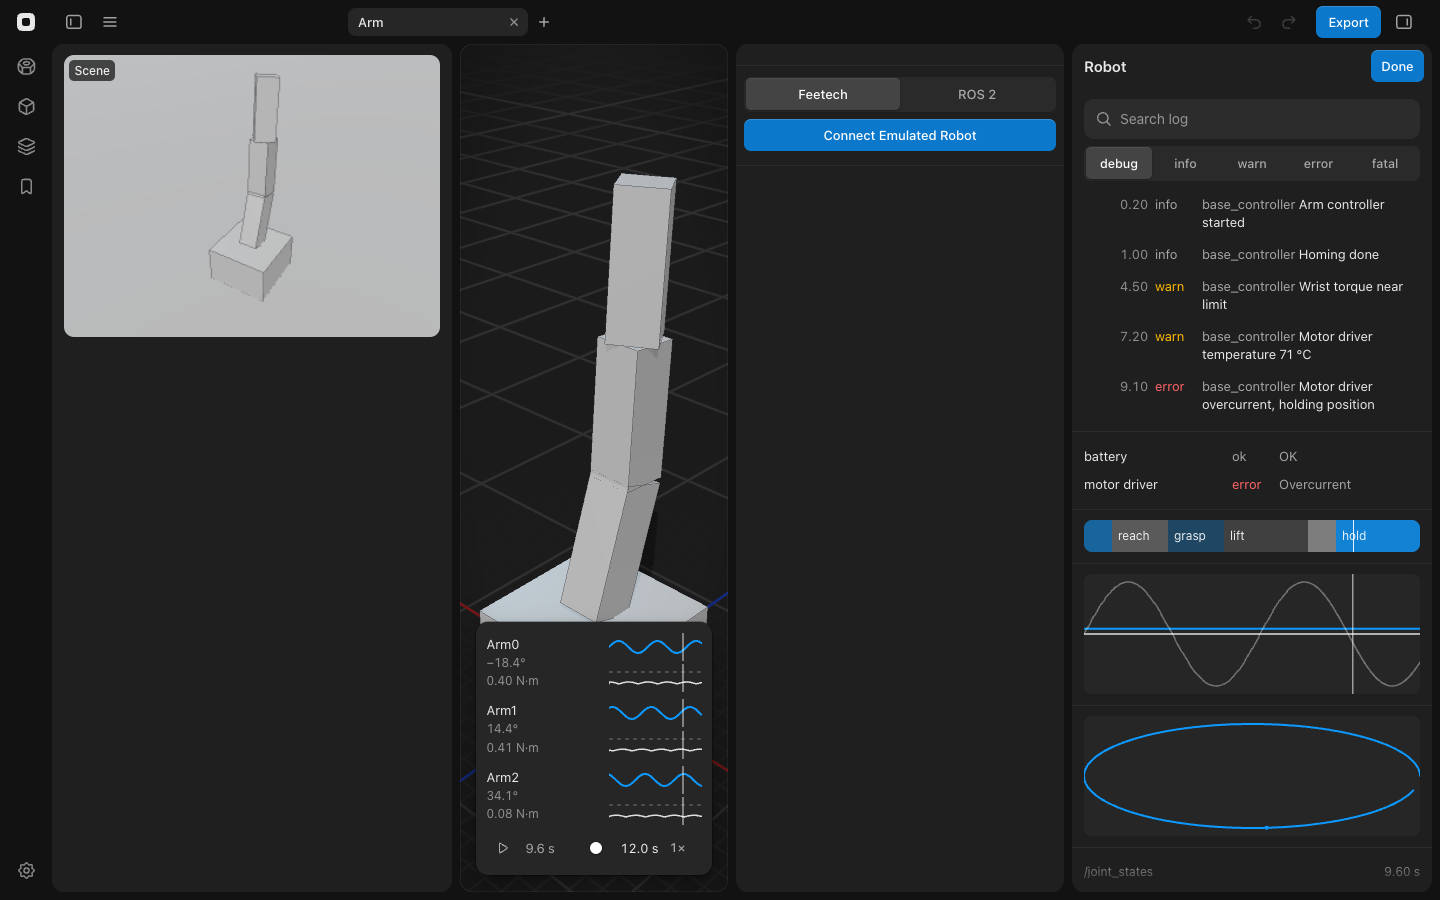 Arm
Export
Scene
Feetech
ROS 2
Connect Emulated Robot
Arm0
−18.4°
0.40 N·m
Arm1
14.4°
0.41 N·m
Arm2
34.1°
0.08 N·m
9.6 s
12.0 s
1×
Robot
Done
Search log
debug
info
warn
error
fatal
0.20 info base_controller Arm controller
started
1.00 info base_controller Homing done
4.50 warn base_controller Wrist torque near
limit
7.20 warn base_controller Motor driver
temperature 71 °C
9.10 error base_controller Motor driver
overcurrent, holding position
battery ok OK
motor driver error Overcurrent
reach
grasp
lift
hold
/joint_states
9.60 s